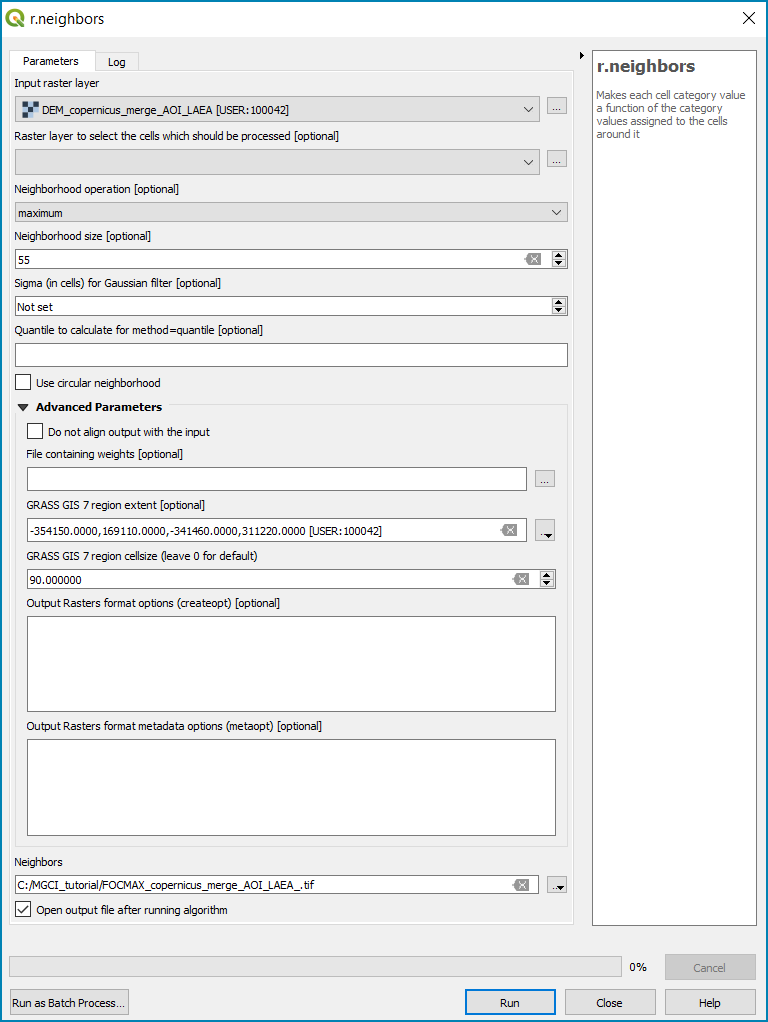 r.neighbors
Parameters
Log
Input raster layer
DEM_copernicus_merge_AOI_LAEA [USER:100042]
...
Raster layer to select the cells which should be processed [optional]
...
Neighborhood operation [optional]
maximum
Neighborhood size [optional]
55
Sigma (in cells) for Gaussian filter [optional]
Not set
Quantile to calculate for method=quantile [optional]
Use circular neighborhood
Advanced Parameters
Do not align output with the input
File containing weights [optional]
...
GRASS GIS 7 region extent [optional]
-354150.0000,169110.0000,-341460.0000,311220.0000 [USER:100042]
...
GRASS GIS 7 region cellsize (leave 0 for default)
90.000000
Output Rasters format options (createopt) [optional]
Output Rasters format metadata options (metaopt) [optional]
Neighbors
C:/MGCI_tutorial/FOCMAX_copernicus_merge_AOI_LAEA_.tif
...
Open output file after running algorithm
r.neighbors
Makes each cell category value
a function of the category
values assigned to the cells
around it
0%
Cancel
Run as Batch Process...
Run
Close
Help